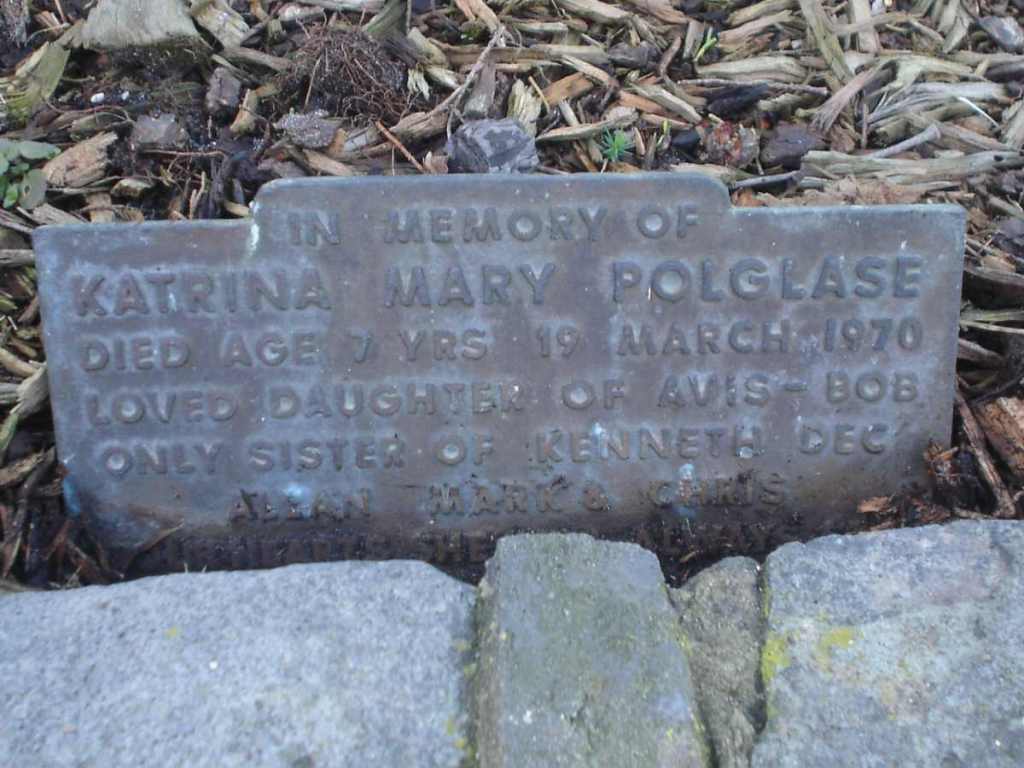 IN MEMORY OF
KATRINA MARY POLGLASE
DIED AGE 7 YRS 19 MARCH 1970
LOVED DAUGHTER OF AVIS - BOB
ONLY SISTER OF KENNETH DEC
ALLAN MARK & CHRIS